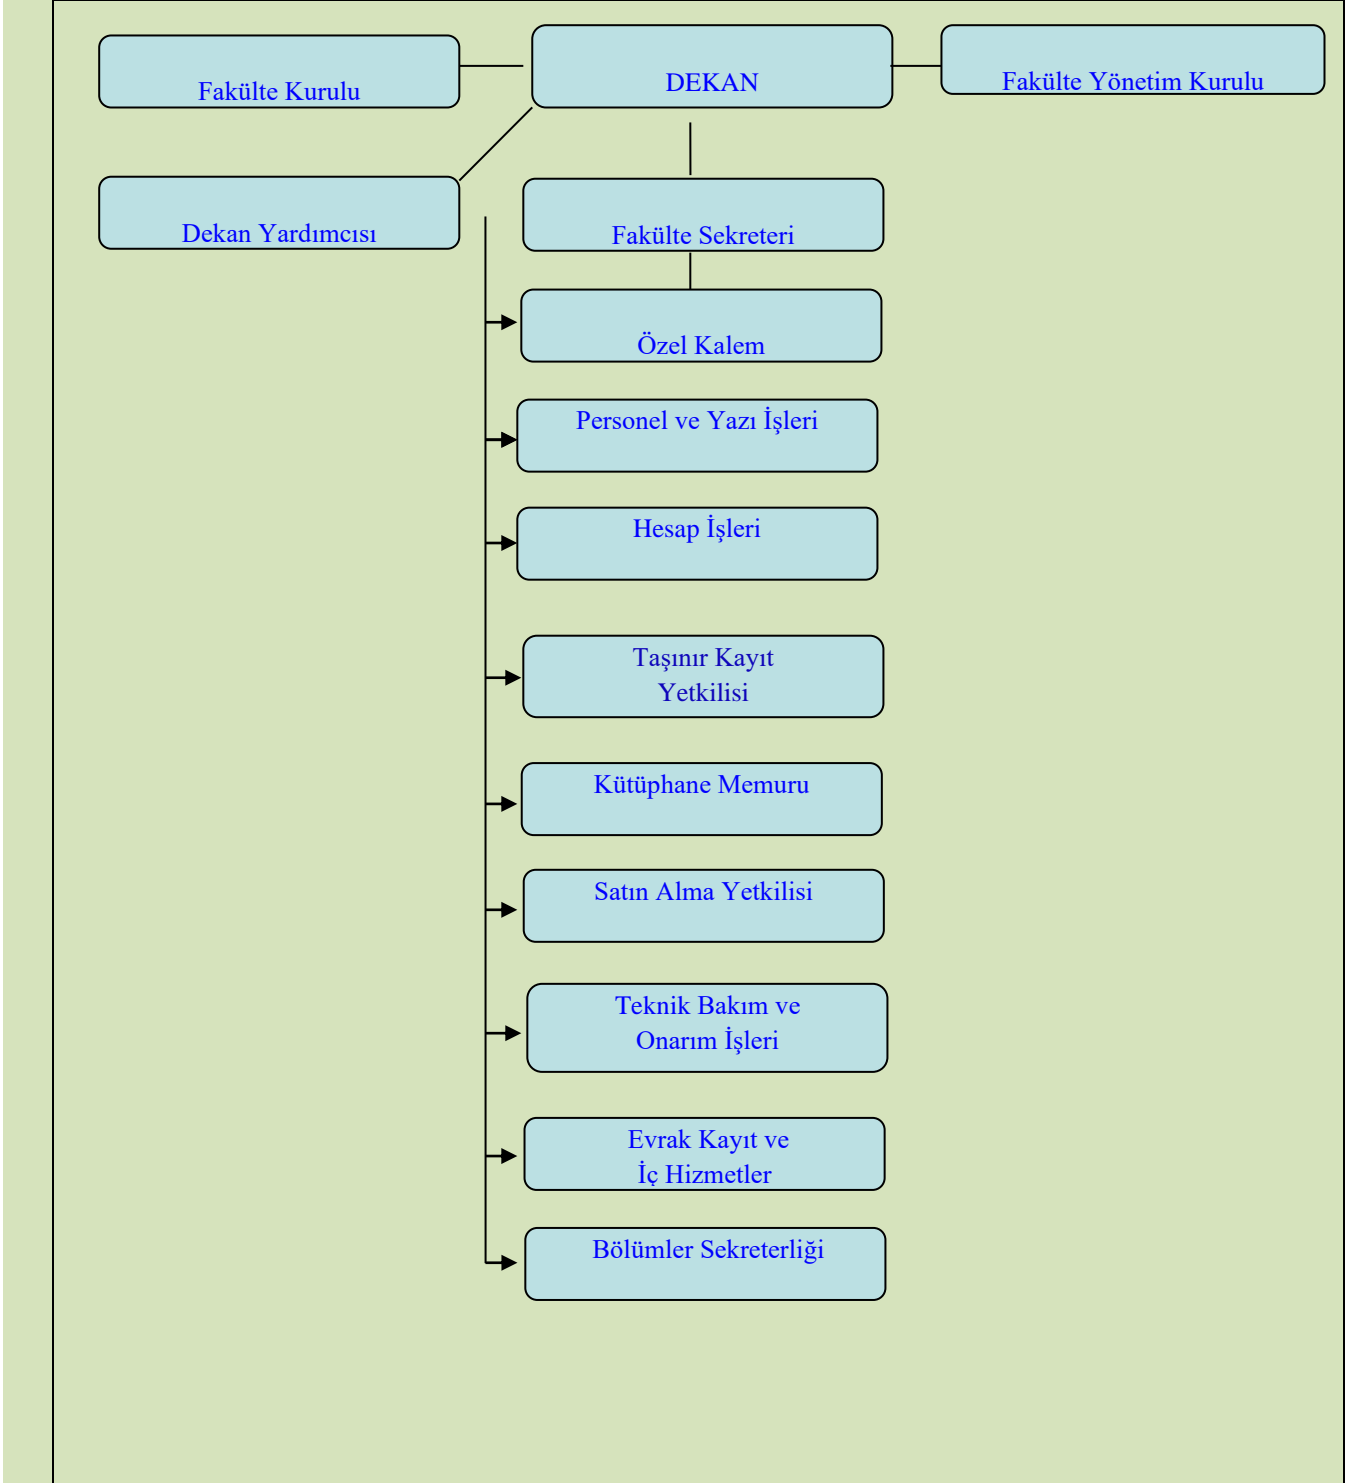 Fakülte Kurulu
DEKAN
Fakülte Yönetim Kurulu
Dekan Yardımcısı
Fakülte Sekreteri
Özel Kalem
Personel ve Yazı İşleri
Hesap İşleri
Taşınır Kayıt
Yetkilisi
Kütüphane Memuru
Satın Alma Yetkilisi
Teknik Bakım ve
Onarım İşleri
Evrak Kayıt ve
İç Hizmetler
Bölümler Sekreterliği